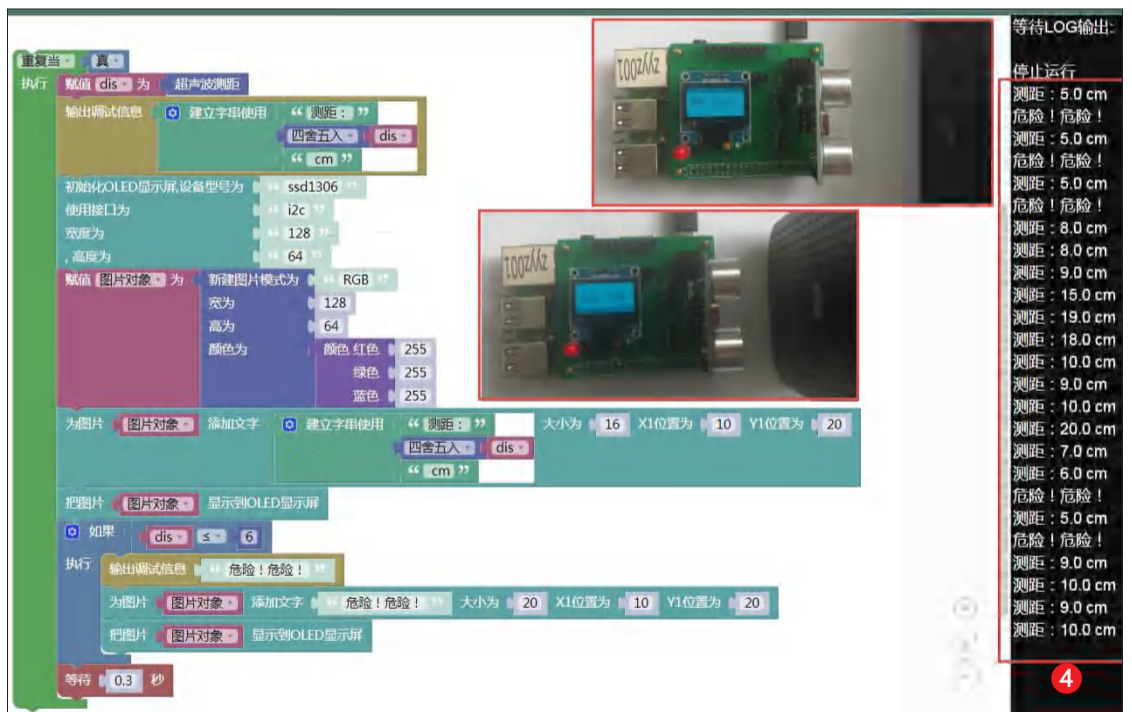 重复当 真
执行 赋值 dis 为 超声波测距
输出调试信息 建立字串使用 “ 测距： ”
四舍五入 dis
“ cm ”
初始化OLED显示屏,设备型号为 “ ssd1306 ”
使用接口为 “ i2c ”
宽度为 “ 128 ”
, 高度为 “ 64 ”
赋值 图片对象 为 新建图片模式为 “ RGB ”
宽为 128
高为 64
颜色为 颜色 红色 255
绿色 255
蓝色 255
为图片 图片对象 添加文字 建立字串使用 “ 测距： ” 大小为 16 X1位置为 10 Y1位置为 20
四舍五入 dis
“ cm ”
把图片 图片对象 显示到OLED显示屏
如果 dis ≤ 6
执行 输出调试信息 “ 危险！危险！ ”
为图片 图片对象 添加文字 “ 危险！危险！ ” 大小为 20 X1位置为 10 Y1位置为 20
把图片 图片对象 显示到OLED显示屏
等待 0.3 秒
zyz001
zyz001
等待LOG输出:
停止运行
测距：5.0 cm
危险！危险！
测距：5.0 cm
危险！危险！
测距：5.0 cm
危险！危险！
测距：8.0 cm
测距：8.0 cm
测距：9.0 cm
测距：15.0 cm
测距：19.0 cm
测距：18.0 cm
测距：10.0 cm
测距：9.0 cm
测距：10.0 cm
测距：20.0 cm
测距：7.0 cm
测距：6.0 cm
危险！危险！
测距：5.0 cm
危险！危险！
测距：9.0 cm
测距：10.0 cm
测距：9.0 cm
测距：10.0 cm
4